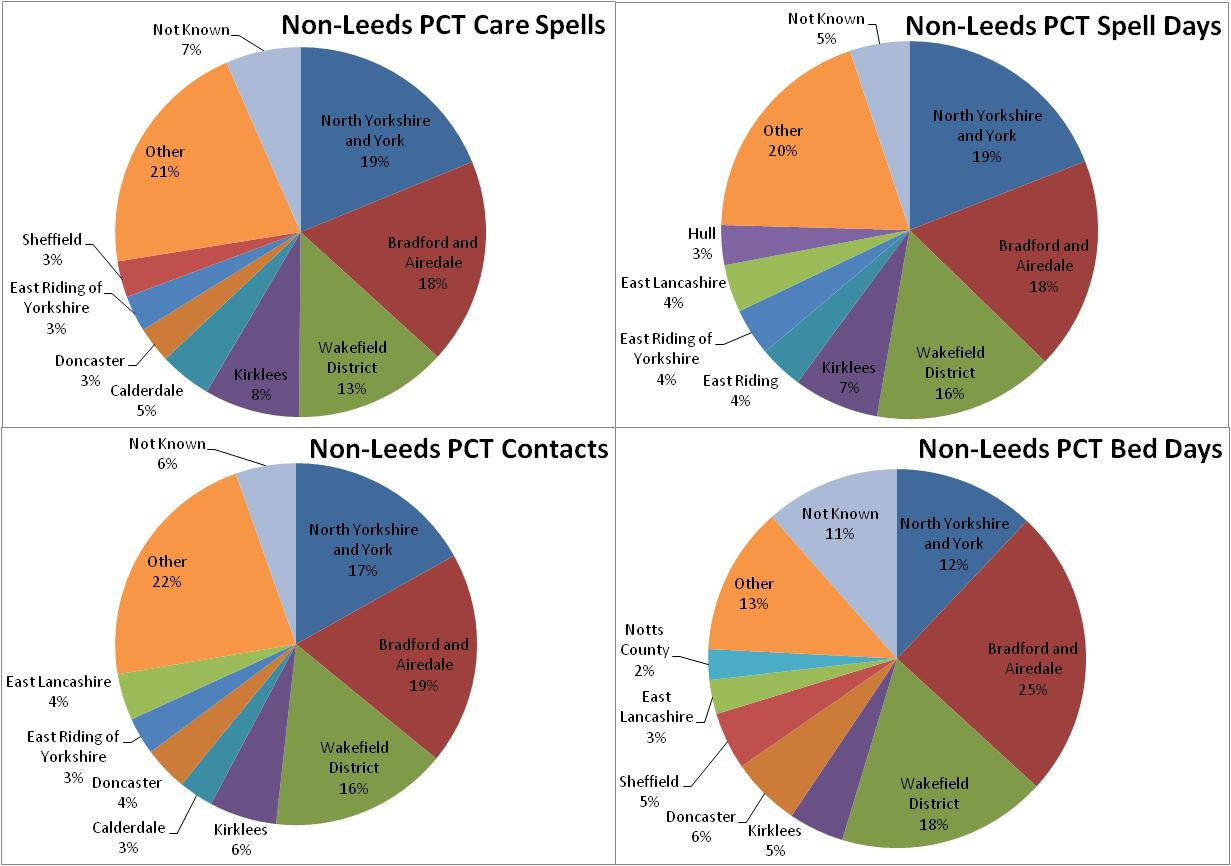 Non-Leeds PCT Care Spells
Not Known
7%
North Yorkshire
and York
19%
Bradford and
Airedale
18%
Wakefield
District
13%
Kirklees
8%
Calderdale
5%
Doncaster
3%
East Riding of
Yorkshire
3%
Sheffield
3%
Other
21%
Non-Leeds PCT Spell Days
Not Known
5%
North Yorkshire
and York
19%
Bradford and
Airedale
18%
Wakefield
District
16%
Kirklees
7%
East Riding
4%
East Riding of
Yorkshire
4%
East Lancashire
4%
Hull
3%
Other
20%
Non-Leeds PCT Contacts
Not Known
6%
North Yorkshire
and York
17%
Bradford and
Airedale
19%
Wakefield
District
16%
Kirklees
6%
Calderdale
3%
Doncaster
4%
East Riding of
Yorkshire
3%
East Lancashire
4%
Other
22%
Non-Leeds PCT Bed Days
Not Known
11%
North Yorkshire
and York
12%
Bradford and
Airedale
25%
Wakefield
District
18%
Kirklees
5%
Doncaster
6%
Sheffield
5%
East
Lancashire
3%
Notts
County
2%
Other
13%